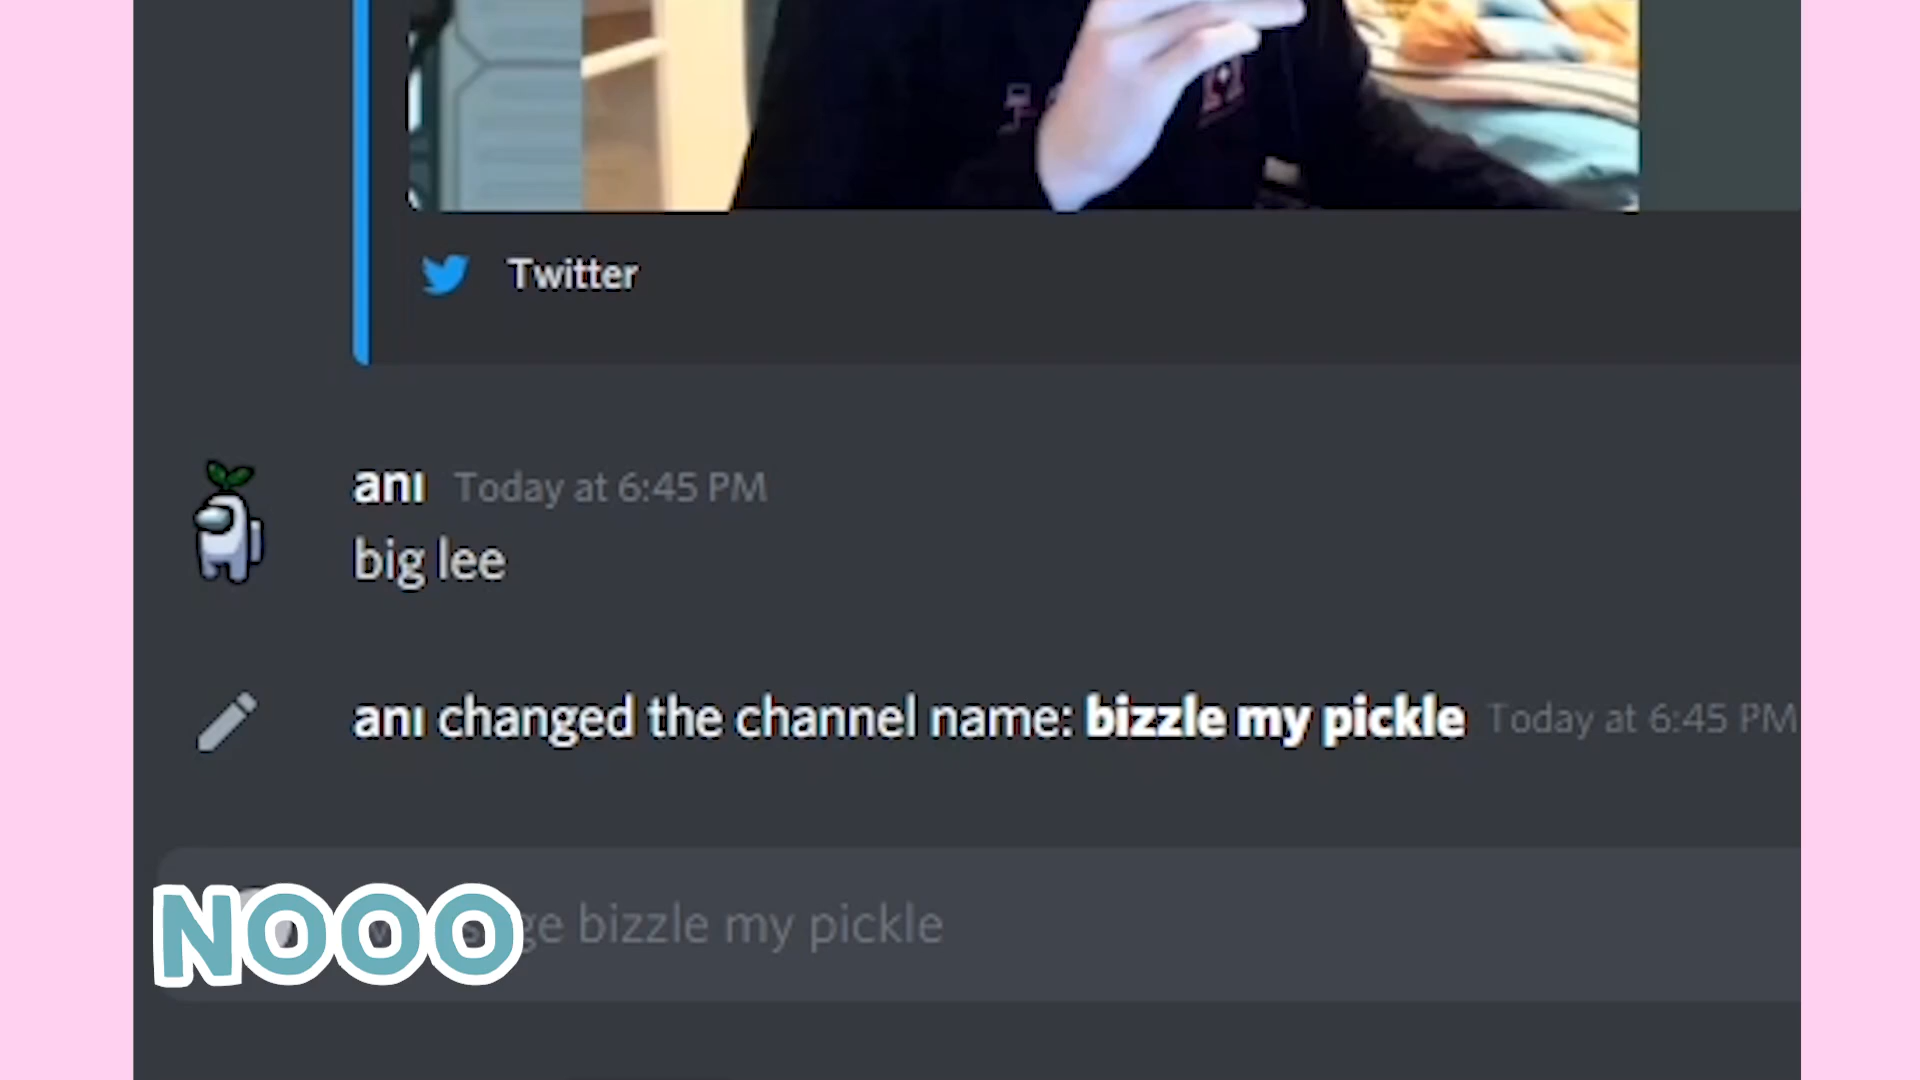 Twitter
anı Today at 6:45 PM
big lee
anı changed the channel name: bizzle my pickle Today at 6:45 PM
NOOO
bizzle my pickle